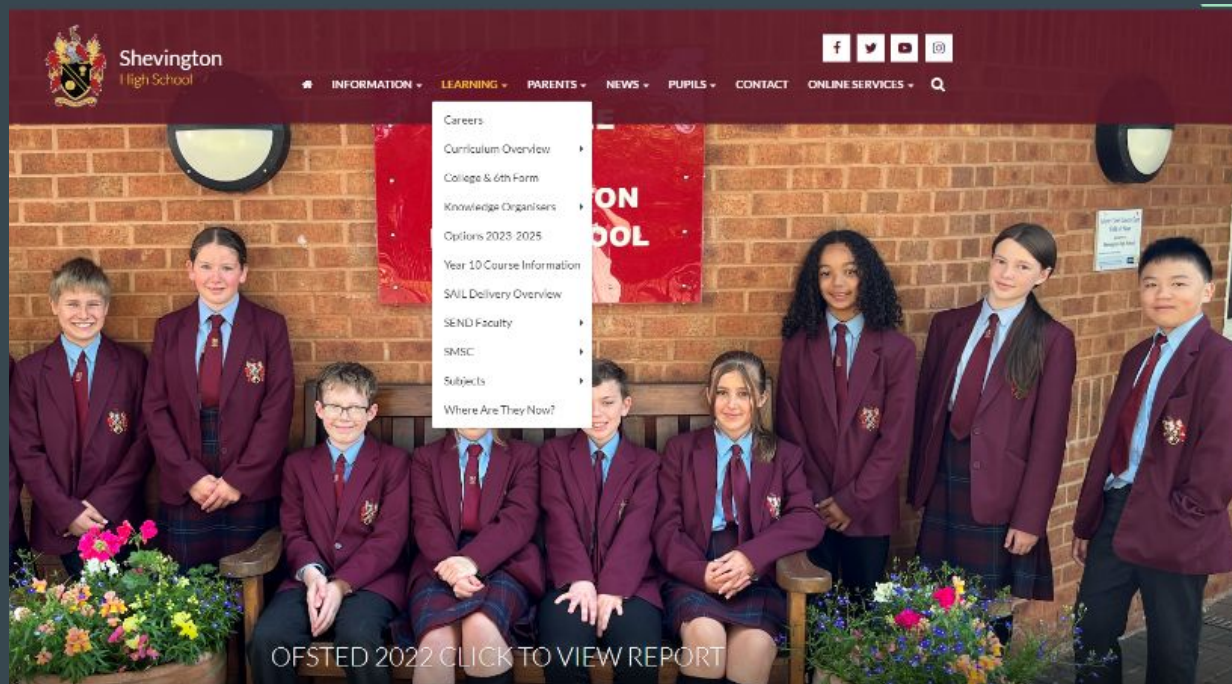 Shevington
High School
INFORMATION LEARNING PARENTS NEWS PUPILS CONTACT ONLINE SERVICES
Careers
Curriculum Overview
College & 6th Form
Knowledge Organisers
TON
Options 2023-2025
OOL
Year 10 Course Information
SAIL Delivery Overview
SEND Faculty
SMSC
Subjects
Where Are They Now?
OFSTED 2022 CLICK TO VIEW REPORT